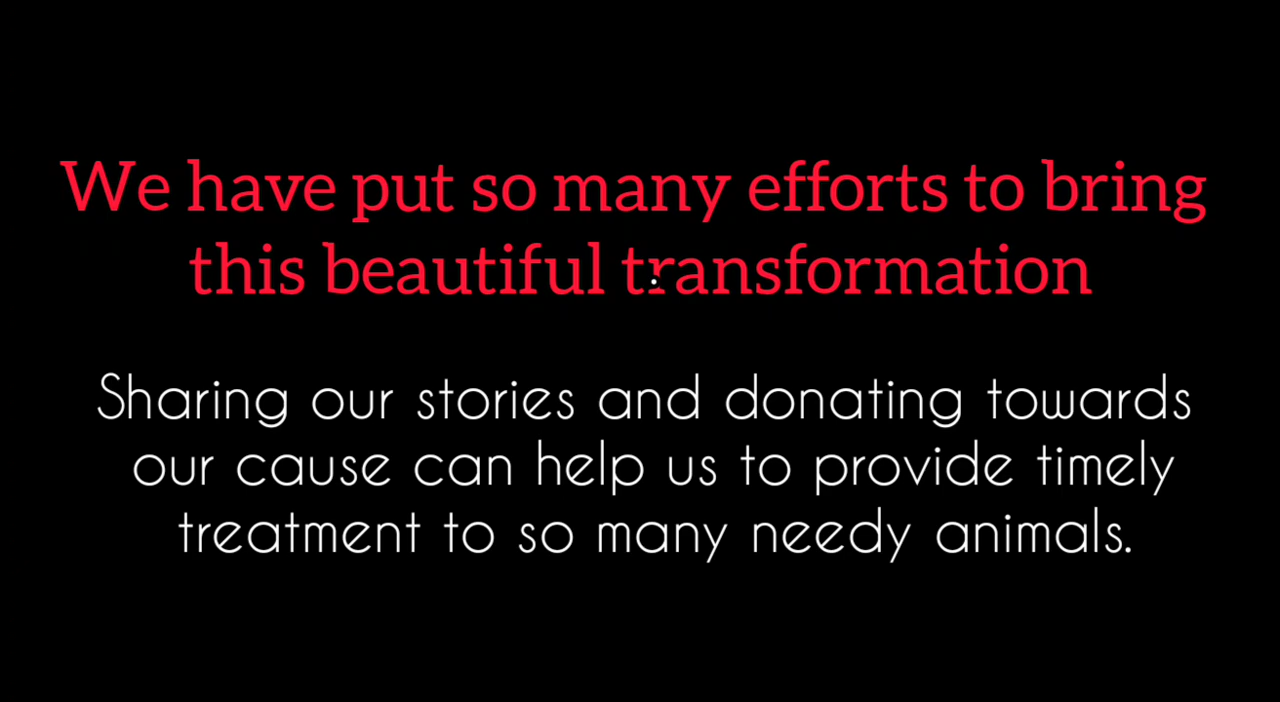 We have put so many efforts to bring
this beautiful transformation
Sharing our stories and donating towards
our cause can help us to provide timely
treatment to so many needy animals.